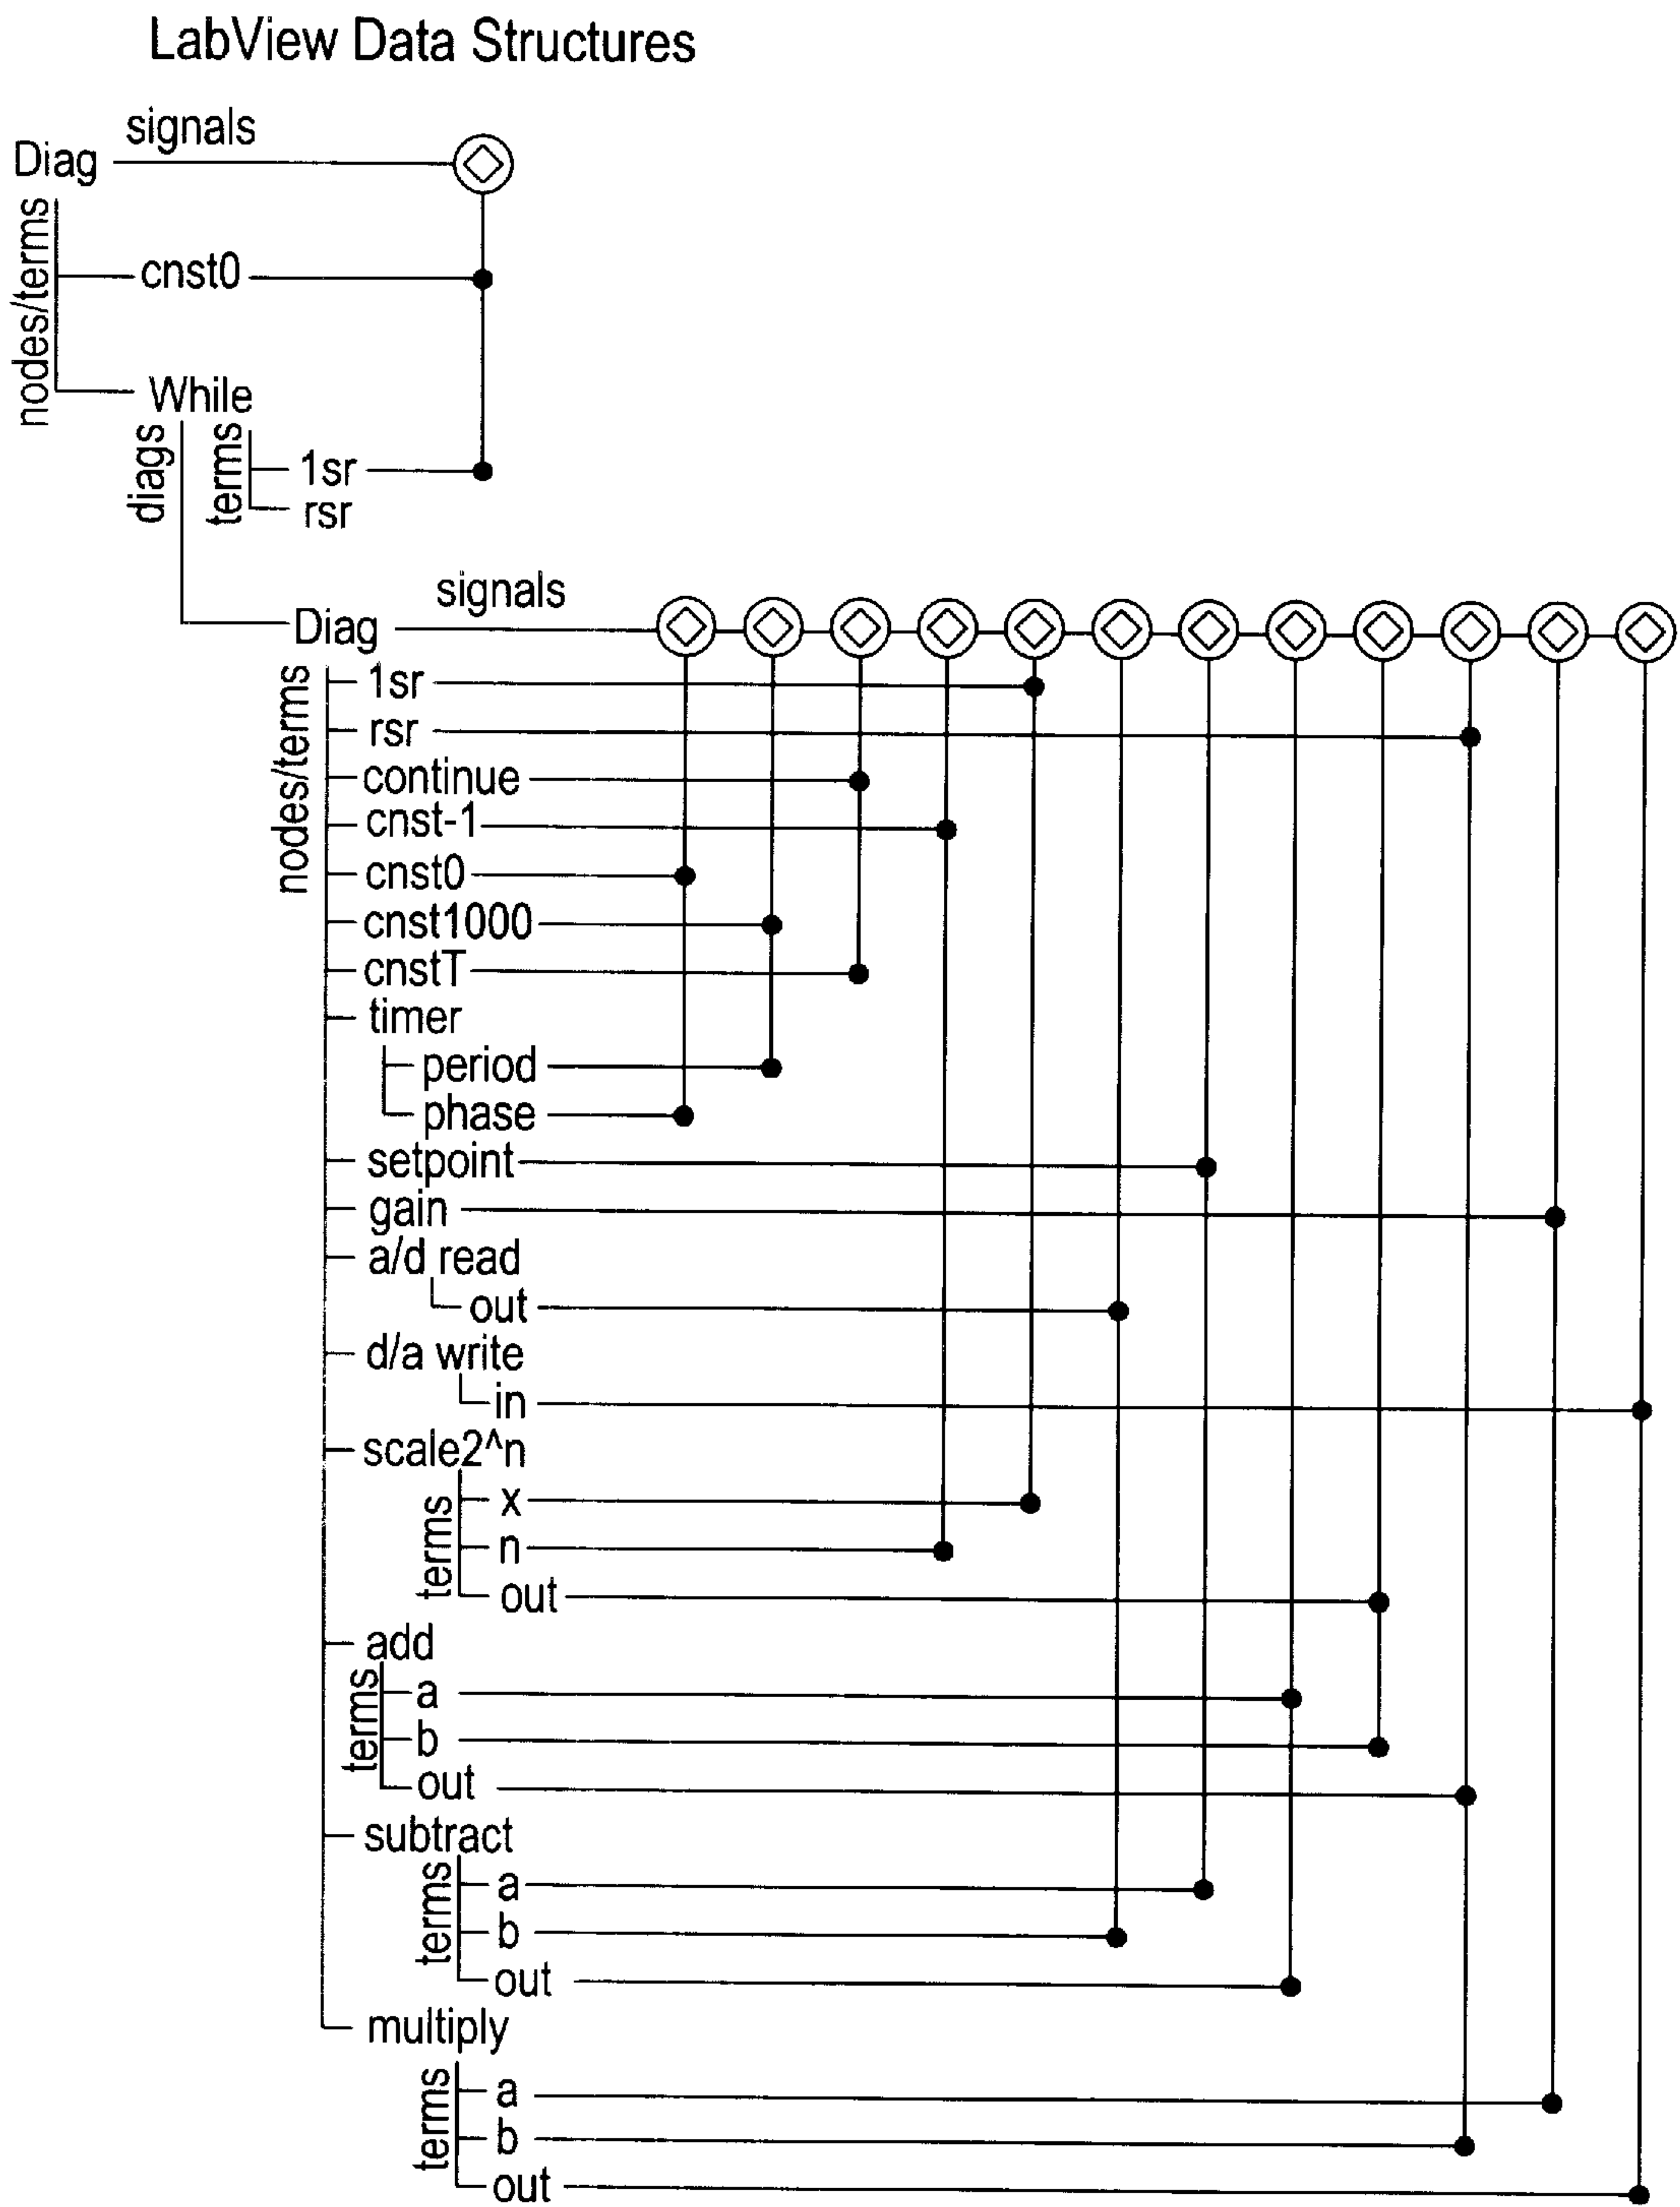 LabView Data Structures
signals
Diag
nodes/terms
cnst0
While
diags
terms
1sr
rsr
signals
Diag
nodes/terms
1sr
rsr
continue
cnst-1
cnst0
cnst1000
cnstT
timer
period
phase
setpoint
gain
a/d read
out
d/a write
in
scale2^n
terms
x
n
out
add
terms
a
b
out
subtract
terms
a
b
out
multiply
terms
a
b
out